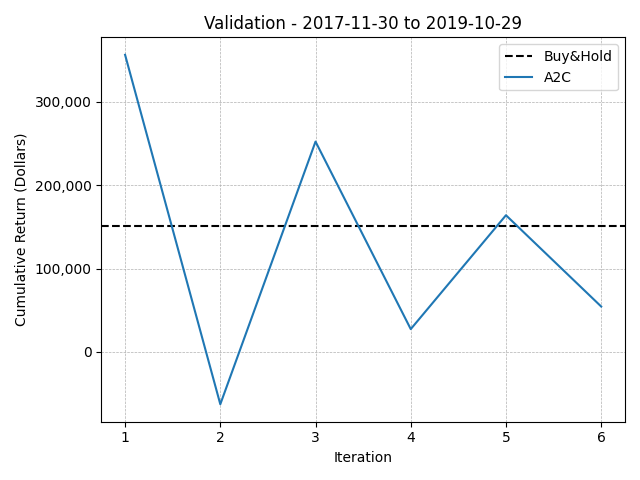 Validation - 2017-11-30 to 2019-10-29
Buy&Hold
A2C
300,000
200,000
100,000
0
Cumulative Return (Dollars)
1 2 3 4 5 6
Iteration